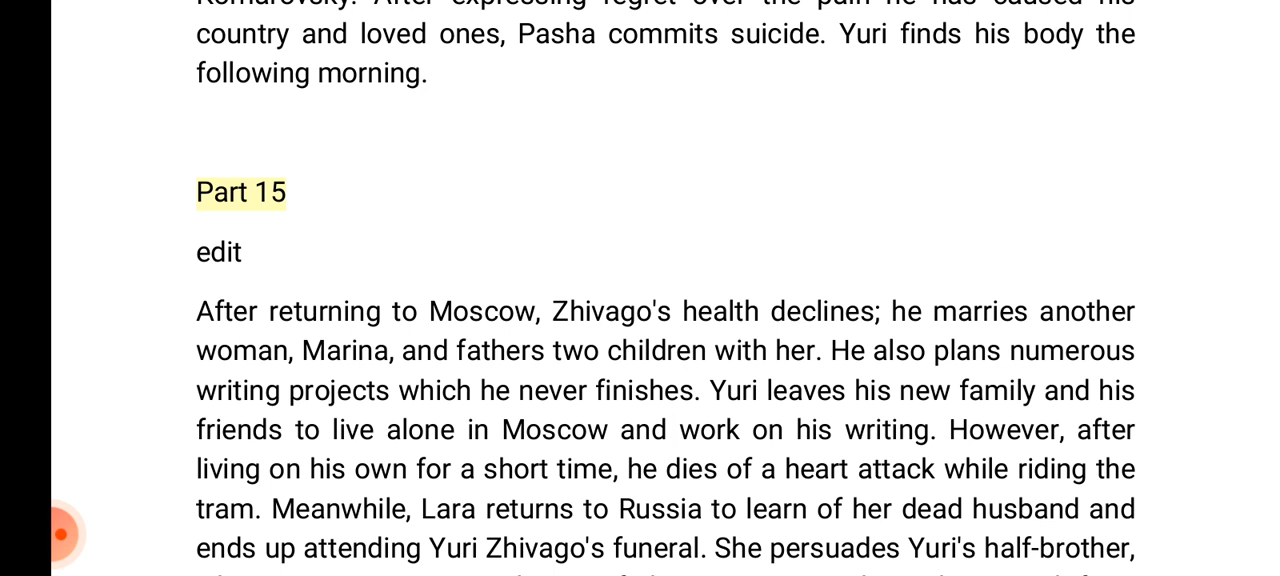 country and loved ones, Pasha commits suicide. Yuri finds his body the
following morning.
Part 15
edit
After returning to Moscow, Zhivago's health declines; he marries another
woman, Marina, and fathers two children with her. He also plans numerous
writing projects which he never finishes. Yuri leaves his new family and his
friends to live alone in Moscow and work on his writing. However, after
living on his own for a short time, he dies of a heart attack while riding the
tram. Meanwhile, Lara returns to Russia to learn of her dead husband and
ends up attending Yuri Zhivago's funeral. She persuades Yuri's half-brother,